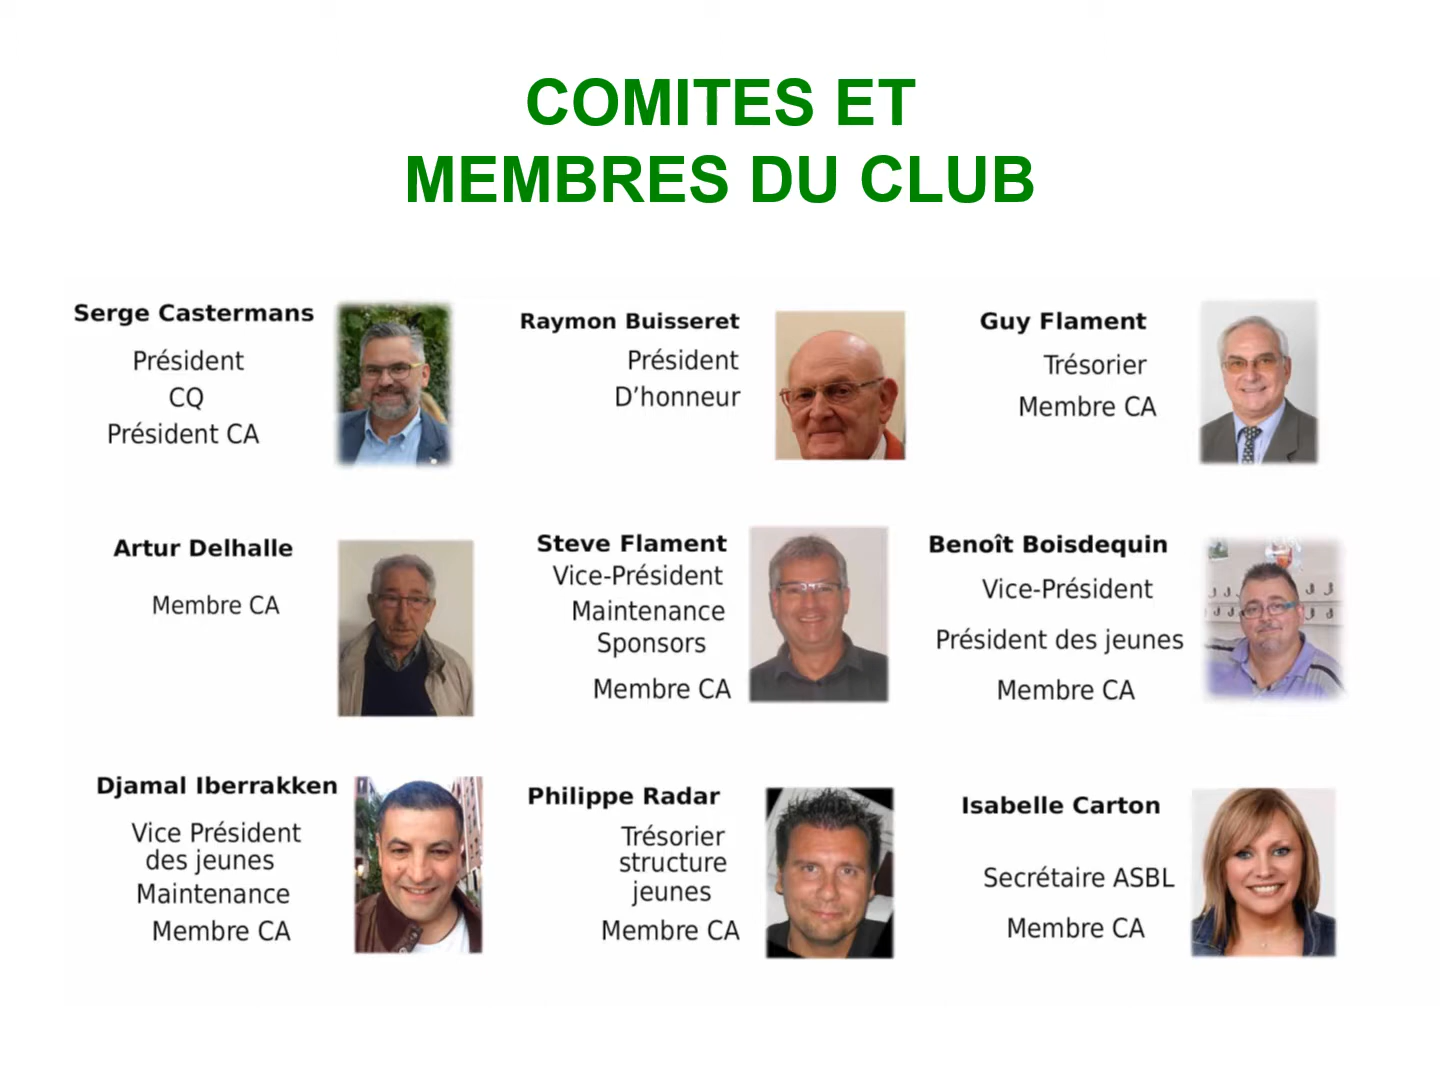 COMITES ET
MEMBRES DU CLUB
Serge Castermans
Président
CQ
Président CA
Raymon Buisseret
Président
D’honneur
Guy Flament
Trésorier
Membre CA
Artur Delhalle
Membre CA
Steve Flament
Vice-Président
Maintenance
Sponsors
Membre CA
Benoît Boisdequin
Vice-Président
Président des jeunes
Membre CA
Djamal Iberrakken
Vice Président
des jeunes
Maintenance
Membre CA
Philippe Radar
Trésorier
structure
jeunes
Membre CA
Isabelle Carton
Secrétaire ASBL
Membre CA